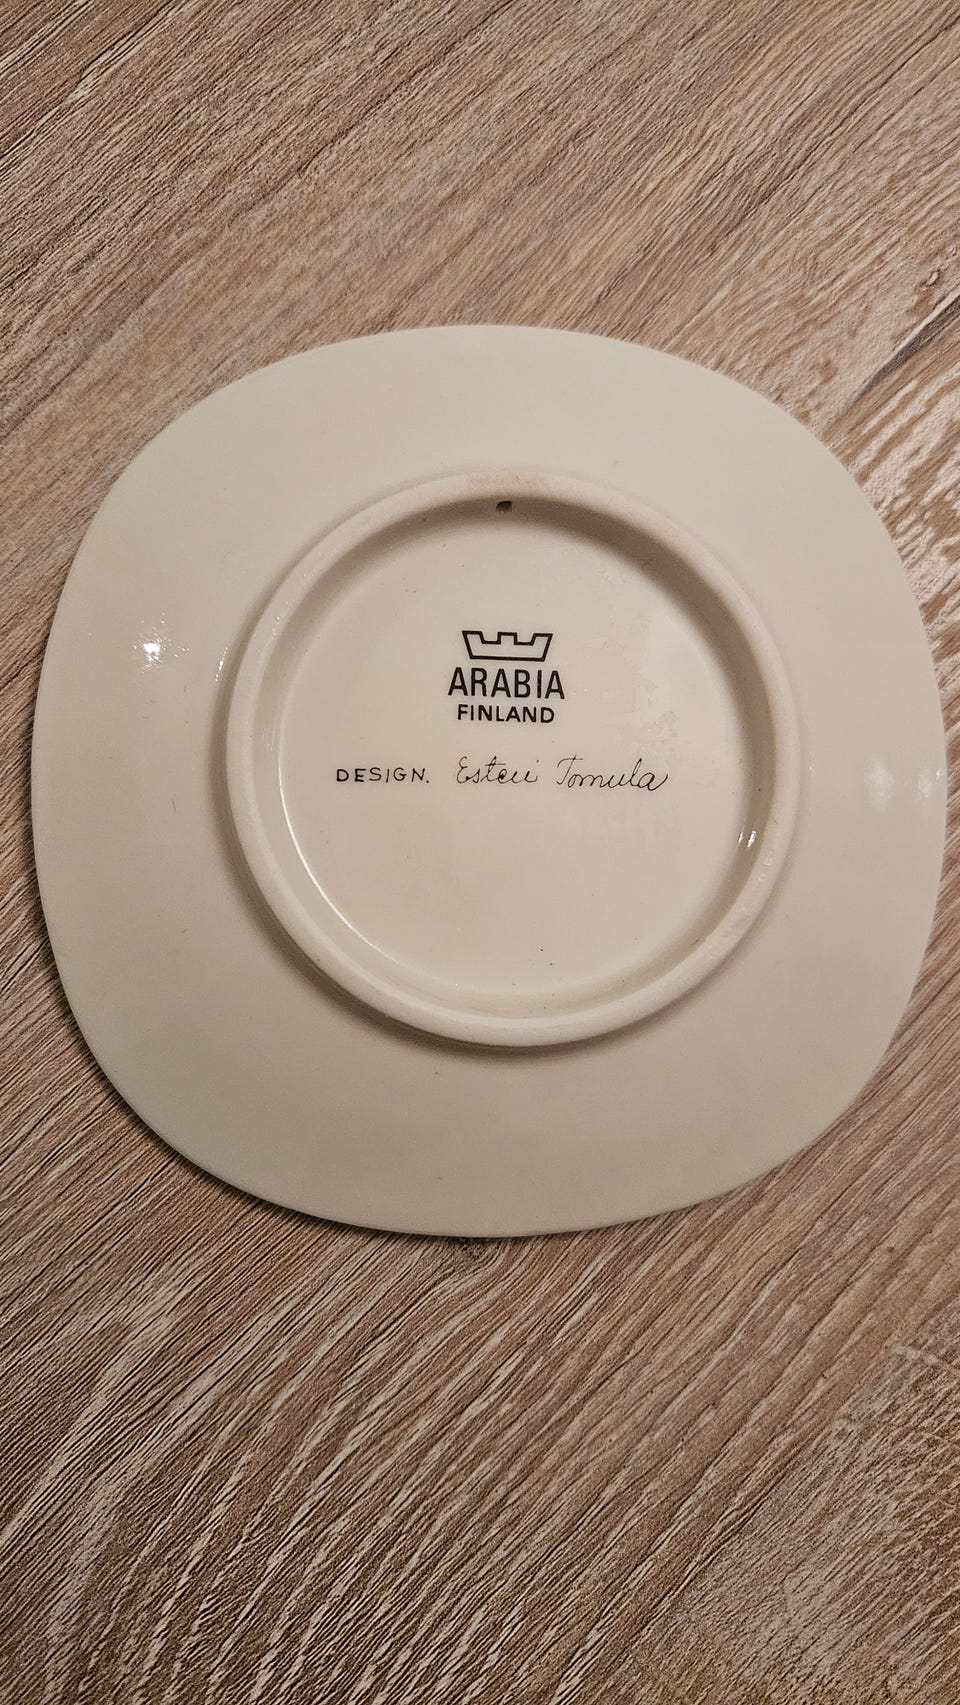 ARABIA
FINLAND
DESIGN. Esteri Tomula